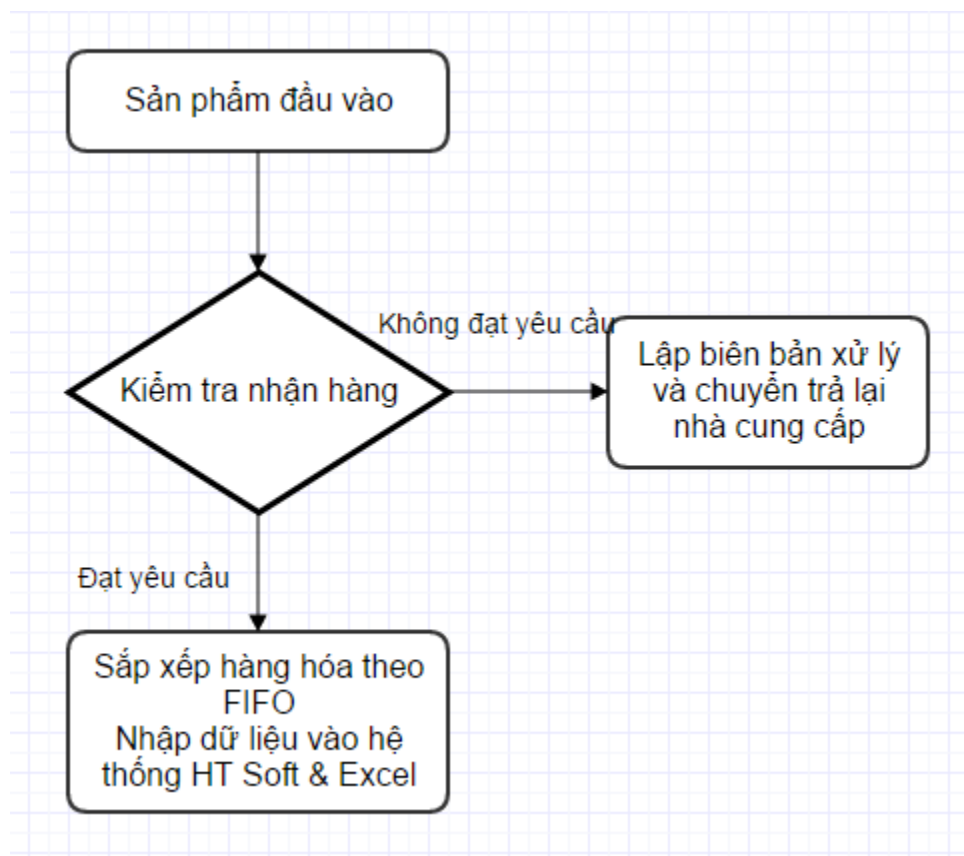 Sản phẩm đầu vào
Không đạt yêu cầu
Kiểm tra nhận hàng
Lập biên bản xử lý
và chuyển trả lại
nhà cung cấp
Đạt yêu cầu
Sắp xếp hàng hóa theo
FIFO
Nhập dữ liệu vào hệ
thống HT Soft & Excel